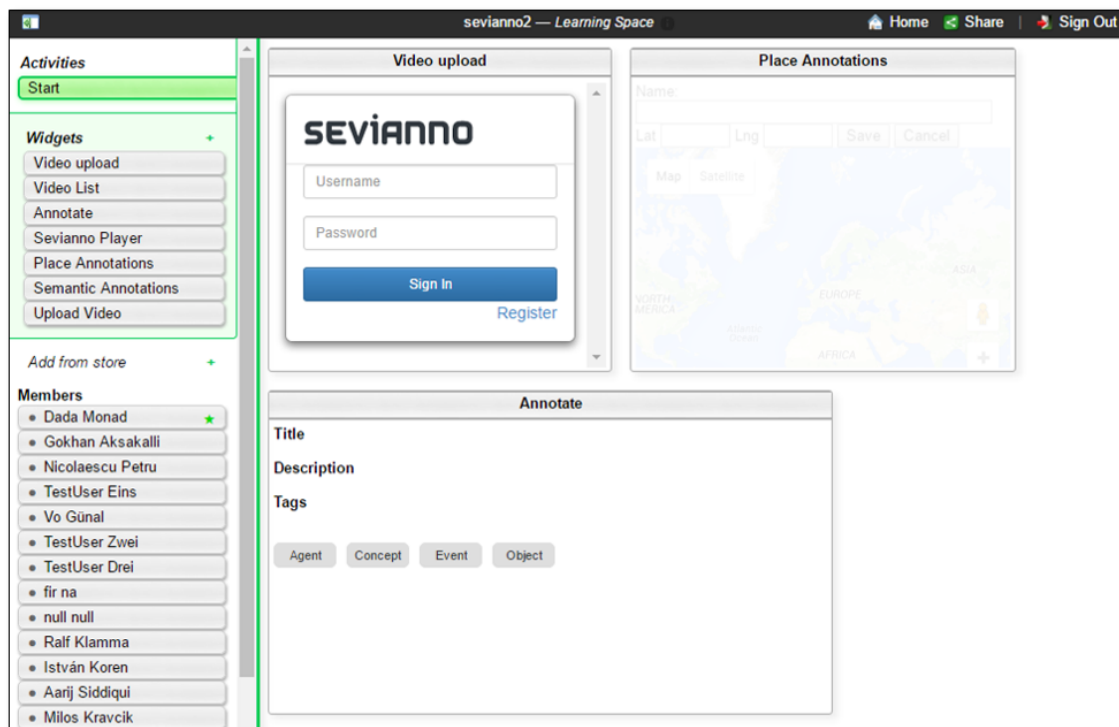 sevianno2 — Learning Space
Home
Share
|
Sign Out
Activities
Start
Widgets
+
Video upload
Video List
Annotate
Sevianno Player
Place Annotations
Semantic Annotations
Upload Video
Add from store
+
Members
Dada Monad
Gokhan Aksakalli
Nicolaescu Petru
TestUser Eins
Vo Günal
TestUser Zwei
TestUser Drei
fir na
null null
Ralf Klamma
István Koren
Aarij Siddiqui
Milos Kravcik
Video upload
SEViANNO
Username
Password
Sign In
Register
Place Annotations
Name:
Lat
Lng
Save
Cancel
Map
Satellite
NORTH
AMERICA
Atlantic
Ocean
EUROPE
ASIA
AFRICA
+
Annotate
Title
Description
Tags
Agent
Concept
Event
Object